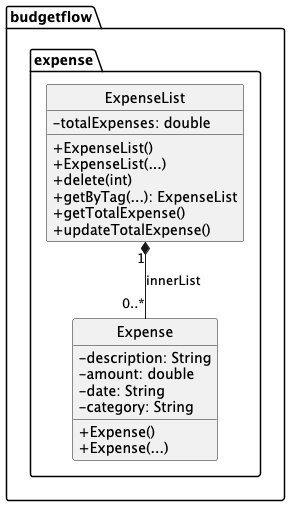 budgetflow
expense
ExpenseList
-totalExpenses: double
+ExpenseList()
+ExpenseList(...)
+delete(int)
+getByTag(...): ExpenseList
+getTotalExpense()
+updateTotalExpense()
1
innerList
0..*
Expense
-description: String
-amount: double
-date: String
-category: String
+Expense()
+Expense(...)